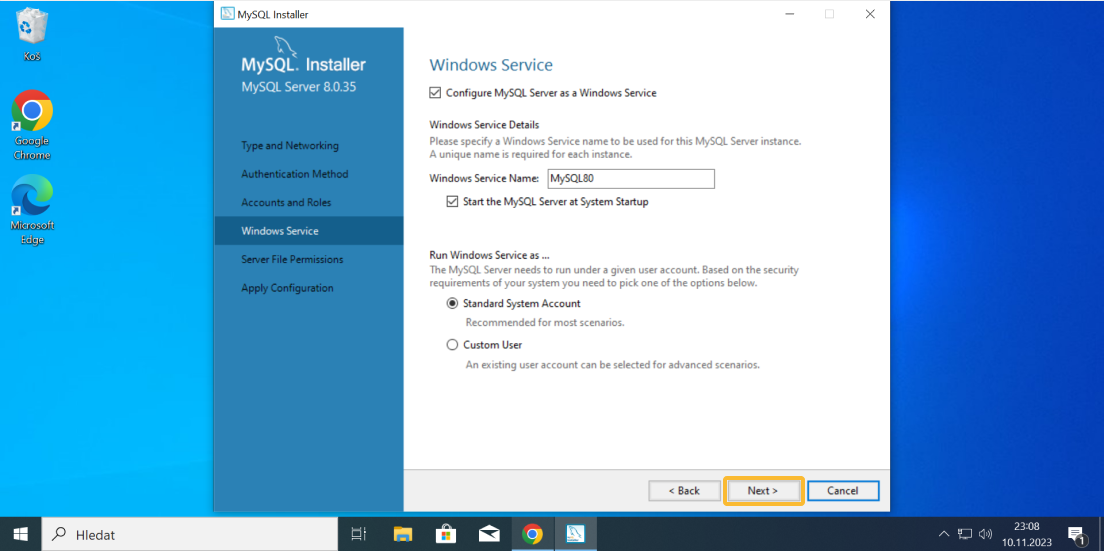 Koš
Google
Chrome
Microsoft
Edge
MySQL Installer
MySQL. Installer
MySQL Server 8.0.35
Type and Networking
Authentication Method
Accounts and Roles
Windows Service
Server File Permissions
Apply Configuration
Windows Service
Configure MySQL Server as a Windows Service
Windows Service Details
Please specify a Windows Service name to be used for this MySQL Server instance.
A unique name is required for each instance.
Windows Service Name: MySQL80
Start the MySQL Server at System Startup
Run Windows Service as ...
The MySQL Server needs to run under a given user account. Based on the security
requirements of your system you need to pick one of the options below.
Standard System Account
Recommended for most scenarios.
Custom User
An existing user account can be selected for advanced scenarios.
< Back Next > Cancel
Hledat
23:08
10.11.2023
1